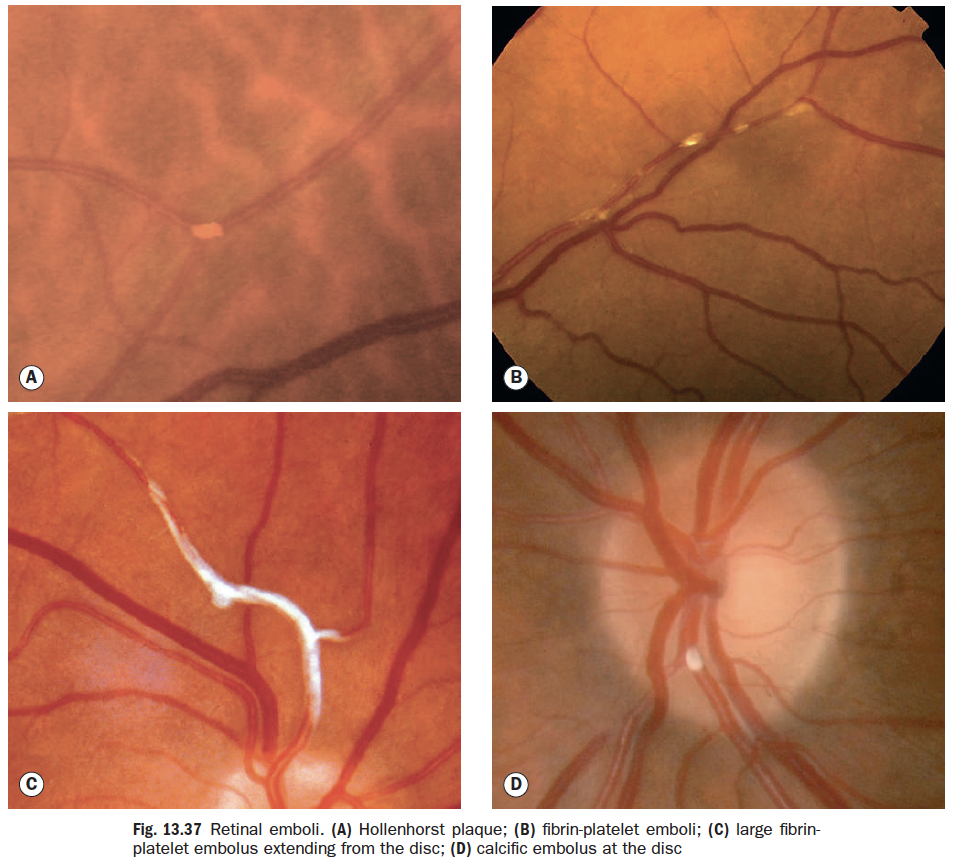 A
B
C
D
Fig. 13.37 Retinal emboli. (A) Hollenhorst plaque; (B) fibrin-platelet emboli; (C) large fibrin-
platelet embolus extending from the disc; (D) calcific embolus at the disc